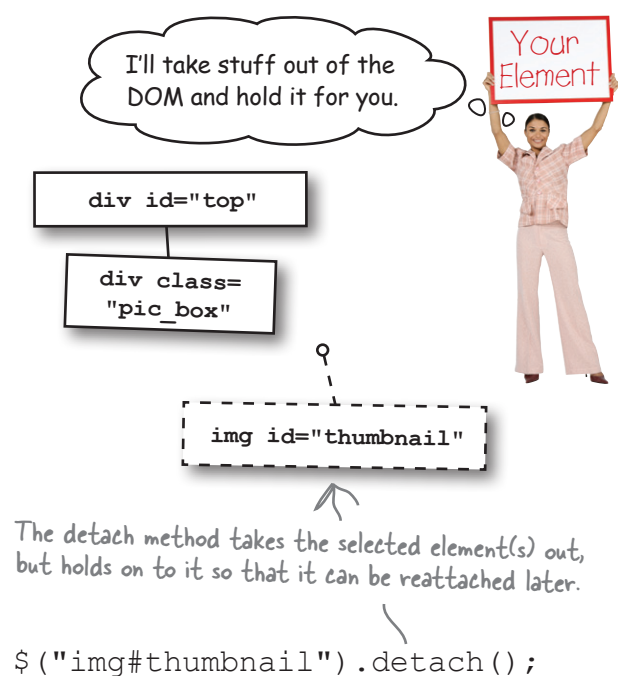 Your
Element
I'll take stuff out of the
DOM and hold it for you.
div id="top"
div class=
"pic_box"
img id="thumbnail"
The detach method takes the selected element(s) out,
but holds on to it so that it can be reattached later.
$("img#thumbnail").detach();